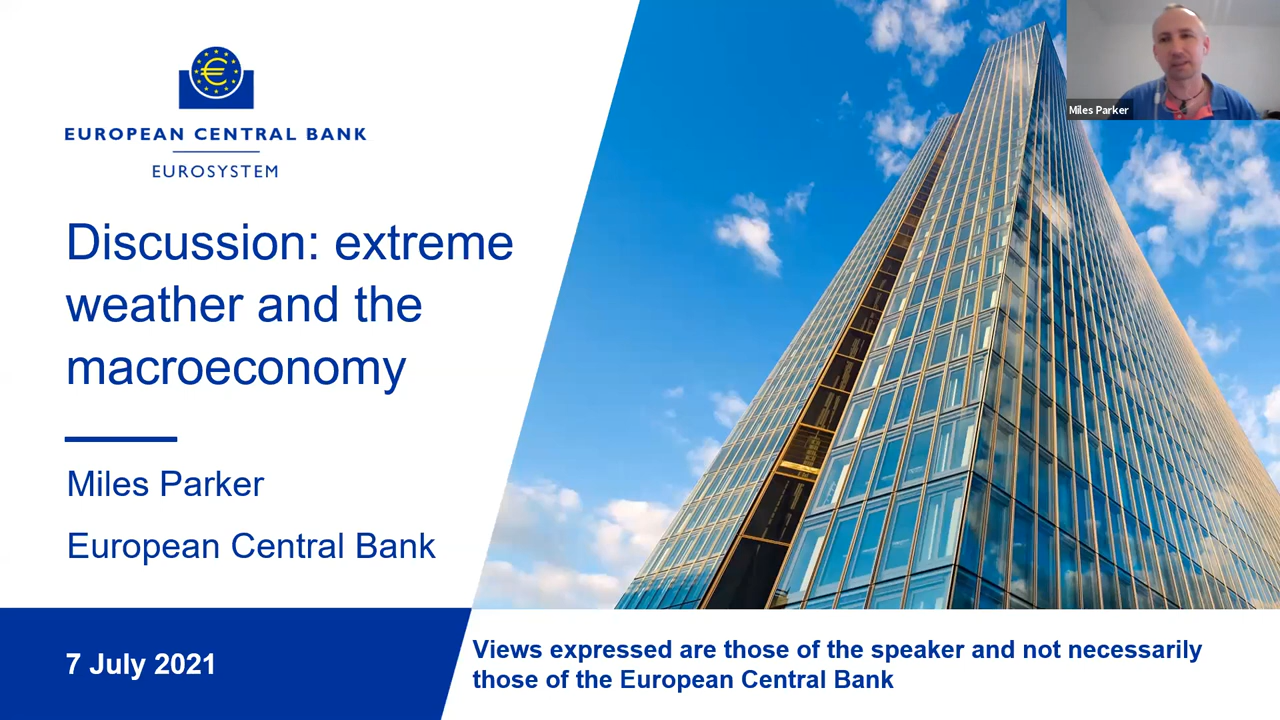 EUROPEAN CENTRAL BANK
EUROSYSTEM
Discussion: extreme
weather and the
macroeconomy
Miles Parker
European Central Bank
7 July 2021
Views expressed are those of the speaker and not necessarily
those of the European Central Bank
Miles Parker